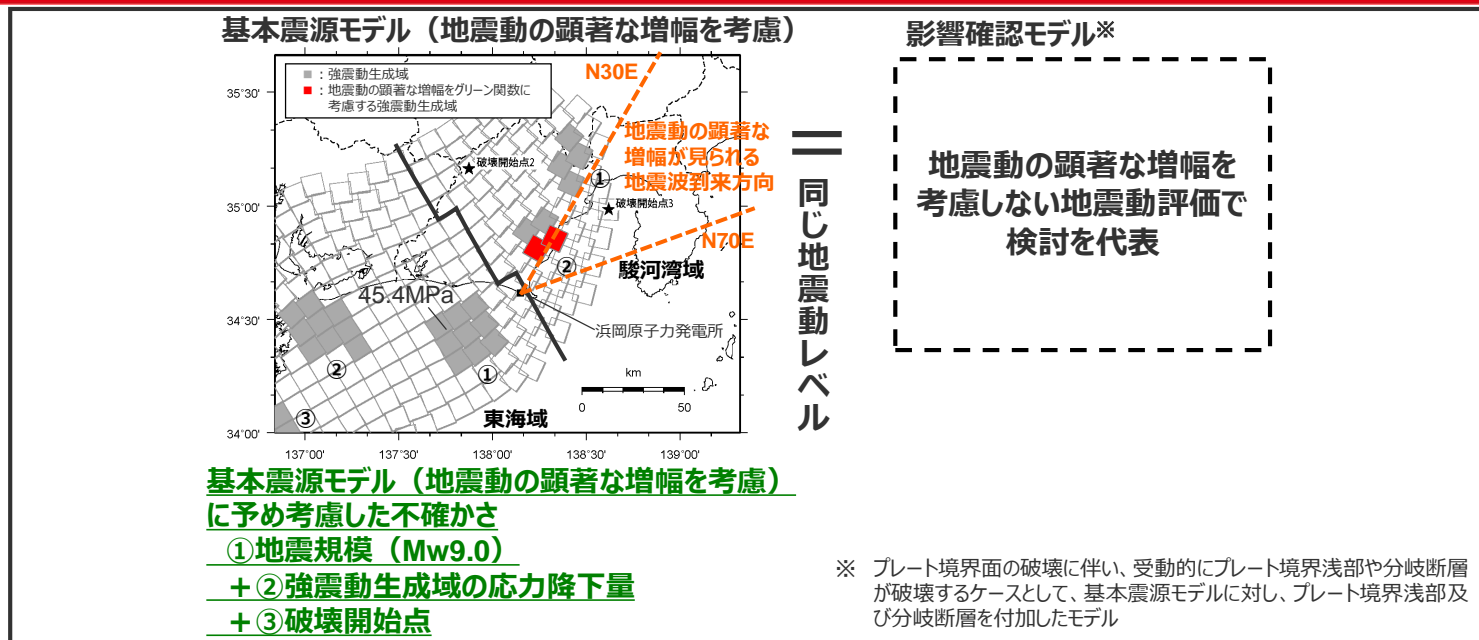 基本震源モデル（地震動の顕著な増幅を考慮）
■：強震動生成域
■：地震動の顕著な増幅をグリーン関数に
考慮する強震動生成域
35°30'
35°00'
34°30'
34°00'
137°00'
137°30'
138°00'
138°30'
139°00'
N30E
地震動の顕著な
増幅が見られる
地震波到来方向
N70E
★破壊開始点2
①
★破壊開始点3
②
駿河湾域
45.4MPa
浜岡原子力発電所
②
①
③
東海域
km
0 50
＝同じ地震動レベル
影響確認モデル※
地震動の顕著な増幅を
考慮しない地震動評価で
検討を代表
基本震源モデル（地震動の顕著な増幅を考慮）
に予め考慮した不確かさ
①地震規模（Mw9.0）
＋②強震動生成域の応力降下量
＋③破壊開始点
※ プレート境界面の破壊に伴い、受動的にプレート境界浅部や分岐断層
が破壊するケースとして、基本震源モデルに対し、プレート境界浅部及
び分岐断層を付加したモデル